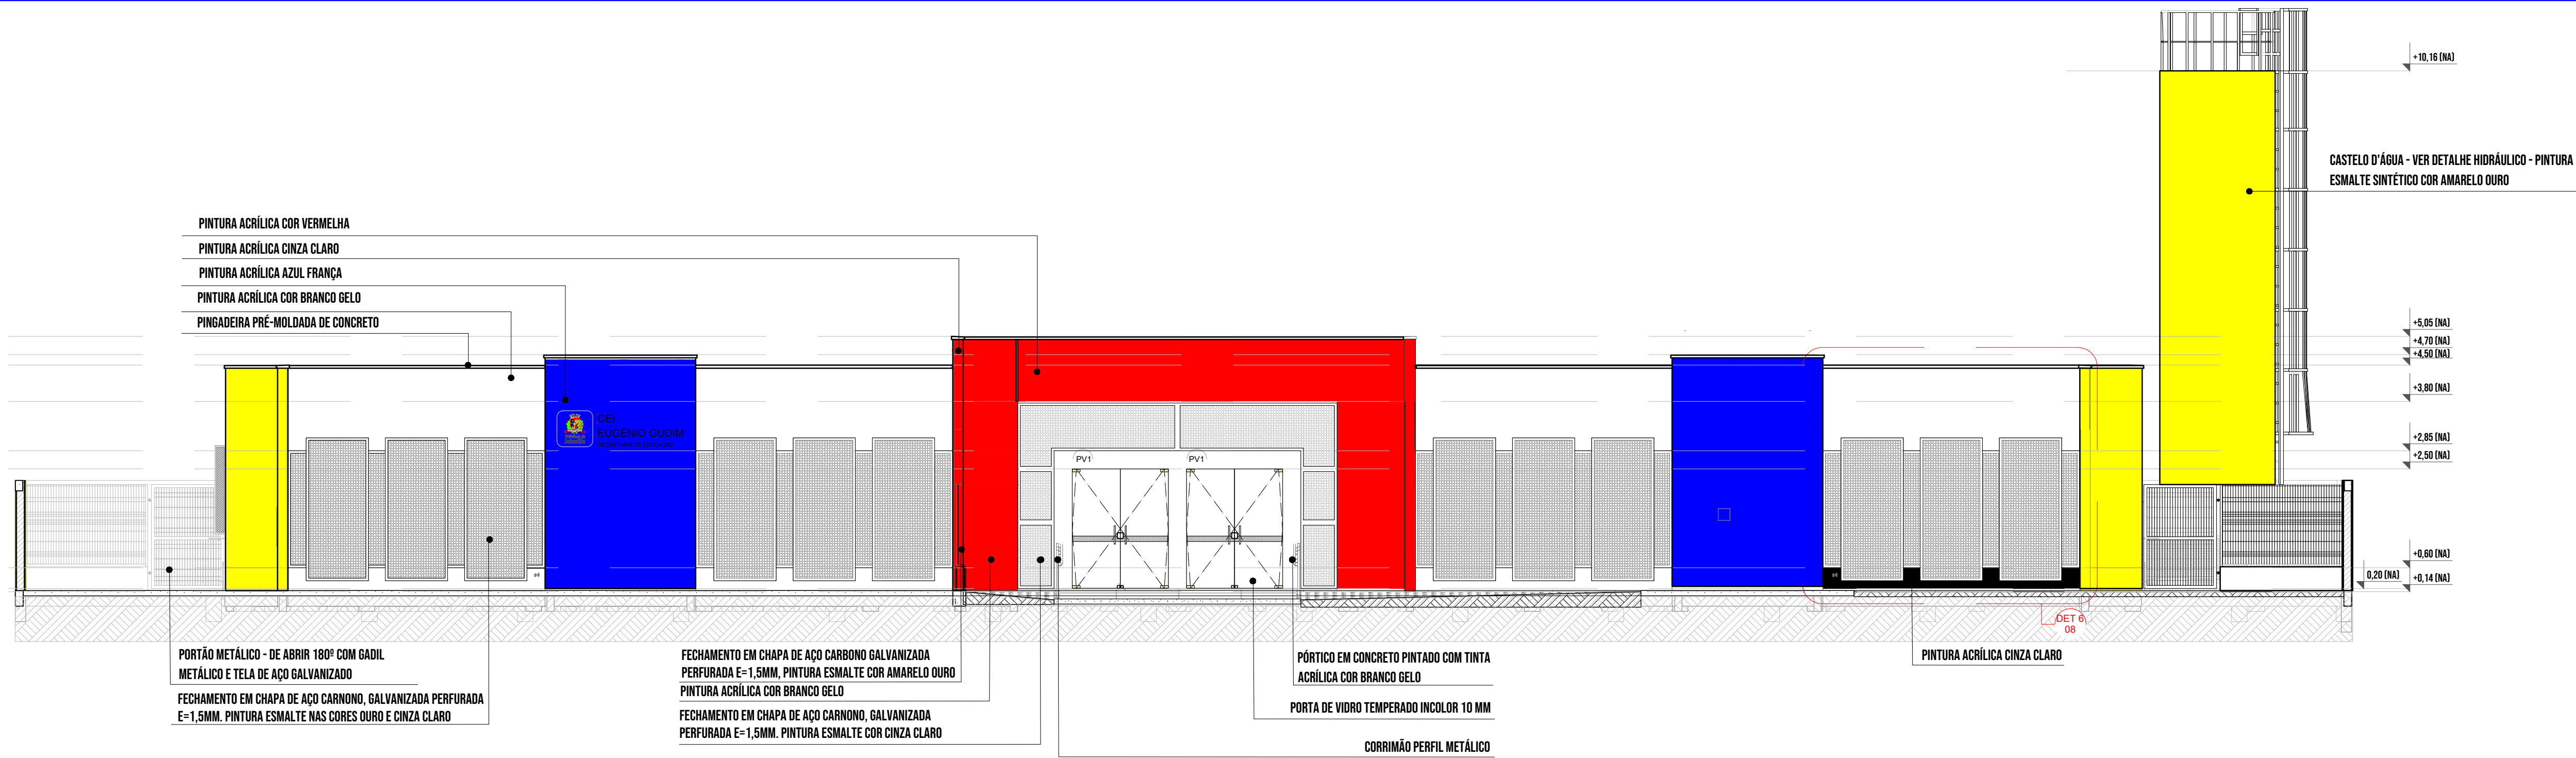 +10,16 (NA)
CASTELO D'ÁGUA - VER DETALHE HIDRÁULICO - PINTURA
ESMALTE SINTÉTICO COR AMARELO OURO
PINTURA ACRÍLICA COR VERMELHA
PINTURA ACRÍLICA CINZA CLARO
PINTURA ACRÍLICA AZUL FRANÇA
PINTURA ACRÍLICA COR BRANCO GELO
PINGADEIRA PRÉ-MOLDADA DE CONCRETO
+5,05 (NA)
+4,70 (NA)
+4,50 (NA)
+3,80 (NA)
+2,85 (NA)
+2,50 (NA)
+0,60 (NA)
0,20 (NA)
+0,14 (NA)
CEI
EUGÊNIO GUDIM
SECRETARIA DE EDUCAÇÃO
PV1
PV1
DET 6
08
PORTÃO METÁLICO - DE ABRIR 180º COM GADIL
METÁLICO E TELA DE AÇO GALVANIZADO
FECHAMENTO EM CHAPA DE AÇO CARNONO, GALVANIZADA PERFURADA
E=1,5MM. PINTURA ESMALTE NAS CORES OURO E CINZA CLARO
FECHAMENTO EM CHAPA DE AÇO CARBONO GALVANIZADA
PERFURADA E=1,5MM, PINTURA ESMALTE COR AMARELO OURO
PINTURA ACRÍLICA COR BRANCO GELO
FECHAMENTO EM CHAPA DE AÇO CARNONO, GALVANIZADA
PERFURADA E=1,5MM. PINTURA ESMALTE COR CINZA CLARO
PÓRTICO EM CONCRETO PINTADO COM TINTA
ACRÍLICA COR BRANCO GELO
PORTA DE VIDRO TEMPERADO INCOLOR 10 MM
CORRIMÃO PERFIL METÁLICO
PINTURA ACRÍLICA CINZA CLARO